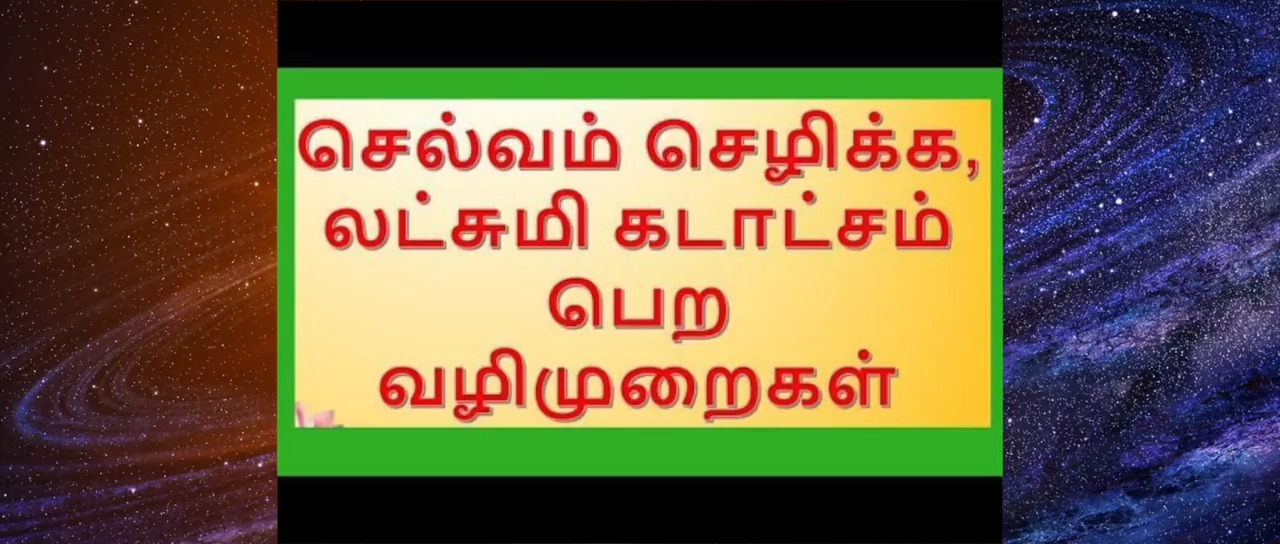 செல்வம் செழிக்க,
லட்சுமி கடாட்சம்
பெற
வழிமுறைகள்